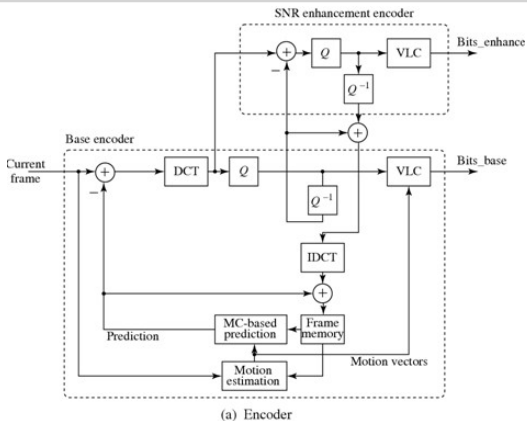 SNR enhancement encoder
Bits_enhance
+
Q
VLC
−
Q⁻¹
+
Base encoder
Current
frame
+
DCT
Q
VLC
Bits_base
−
Q⁻¹
IDCT
+
Prediction
MC-based
prediction
Frame
memory
Motion vectors
Motion
estimation
(a) Encoder